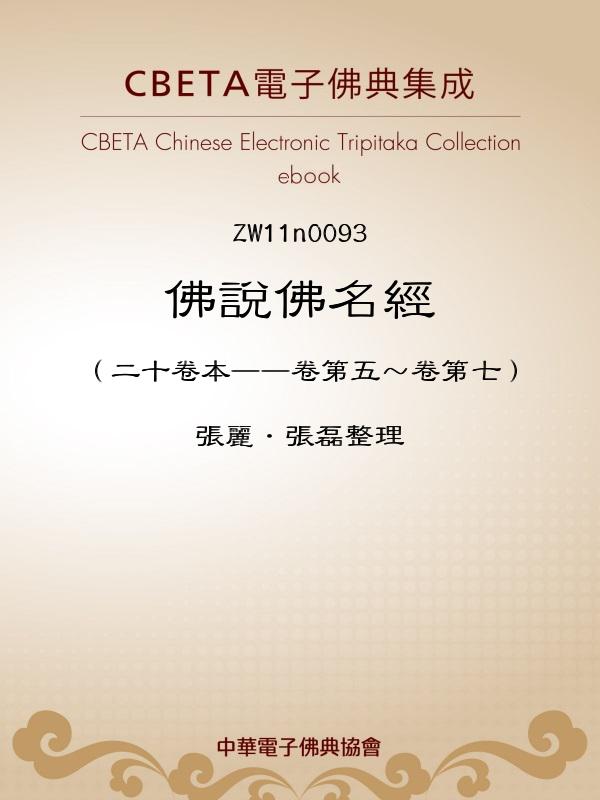 CBETA電子佛典集成
CBETA Chinese Electronic Tripitaka Collection
ebook
ZW11n0093
佛說佛名經
（二十卷本——卷第五～卷第七）
張麗．張磊整理
中華電子佛典協會